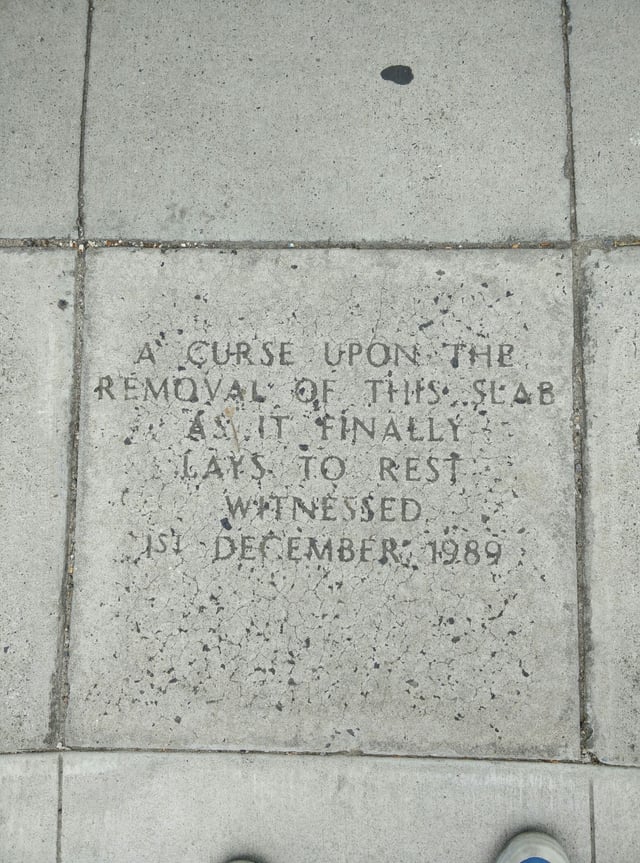 A CURSE UPON THE
REMOVAL OF THIS SLAB
AS IT FINALLY
LAYS TO REST
WITNESSED
1ST DECEMBER 1989